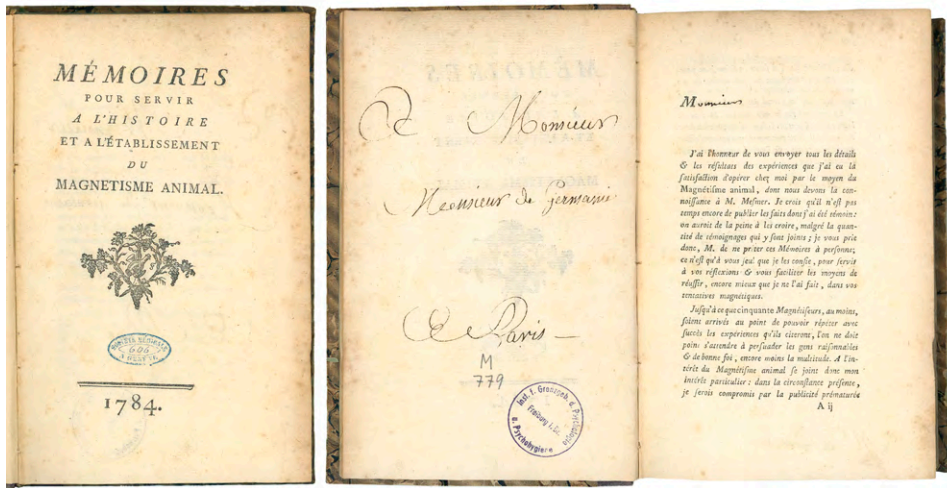 MÉMOIRES
POUR SERVIR
A L'HISTOIRE
ET A L'ÉTABLISSEMENT
DU
MAGNETISME ANIMAL.
606
1784.
A Monsieur
Monsieur de Germanie
A Paris
M
779
Inst. f. Grenzgeb. d. Psychologie
u. Psychohygiene
Freiburg i. Br.
Monsieur
J'ai l'honneur de vous envoyer tous les détails
& les résultats des expériences que j'ai eu la
satisfaction d'opérer chez moi par le moyen du
Magnétisme animal, dont nous devons la con-
noissance à M. Mesmer. Je crois qu'il n'est pas
temps encore de publier les faits dont j'ai été témoin:
on auroit de la peine à les croire, malgré la quan-
tité de témoignages qui y sont joints; je vous prie
donc, M. de ne prêter ces Mémoires à personne;
ce n'est qu'à vous seul que je les confie, pour servir
à vos réflexions & vous faciliter les moyens de
réussir, encore mieux que je ne l'ai fait, dans vos
tentatives magnétiques.
Jusqu'à ce que cinquante Magnétiseurs, au moins,
soient arrivés au point de pouvoir répéter avec
succès les expériences qu'ils citeront, l'on ne doit
point s'attendre à persuader les gens raisonnables
& de bonne foi, encore moins la multitude. A l'in-
térêt du Magnétisme animal se joint donc mon
intérêt particulier: dans la circonstance présente,
je serois compromis par la publicité prématurée
A ij